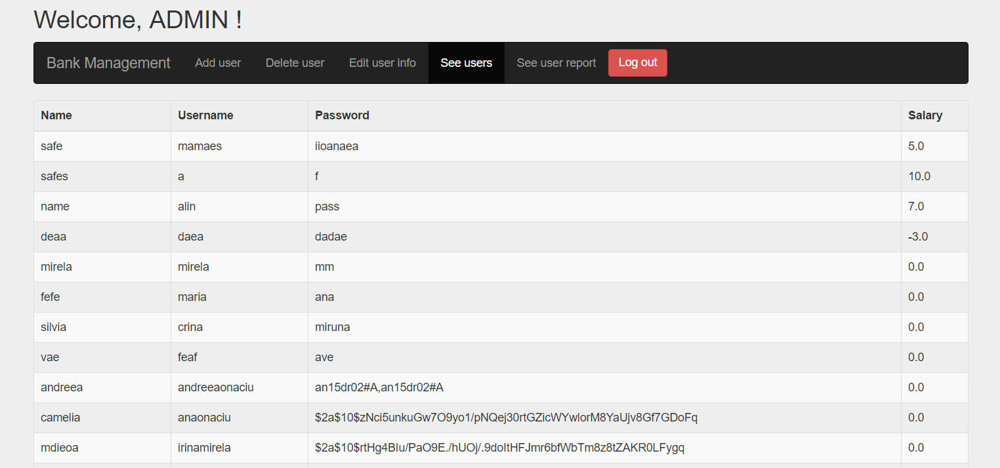 Welcome, ADMIN !
Bank Management Add user Delete user Edit user info See users See user report Log out
Name Username Password Salary
safe mamaes iioanaea 5.0
safes a f 10.0
name alin pass 7.0
deaa daea dadae -3.0
mirela mirela mm 0.0
fefe maria ana 0.0
silvia crina miruna 0.0
vae feaf ave 0.0
andreea andreeaonaciu an15dr02#A,an15dr02#A 0.0
camelia anaonaciu $2a$10$zNci5unkuGw7O9yo1/pNQej30rtGZicWYwlorM8YaUjv8Gf7GDoFq 0.0
mdieoa irinamirela $2a$10$rtHg4BIu/PaO9E./hUOj/.9doItHFJmr6bfWbTm8z8tZAKR0LFygq 0.0